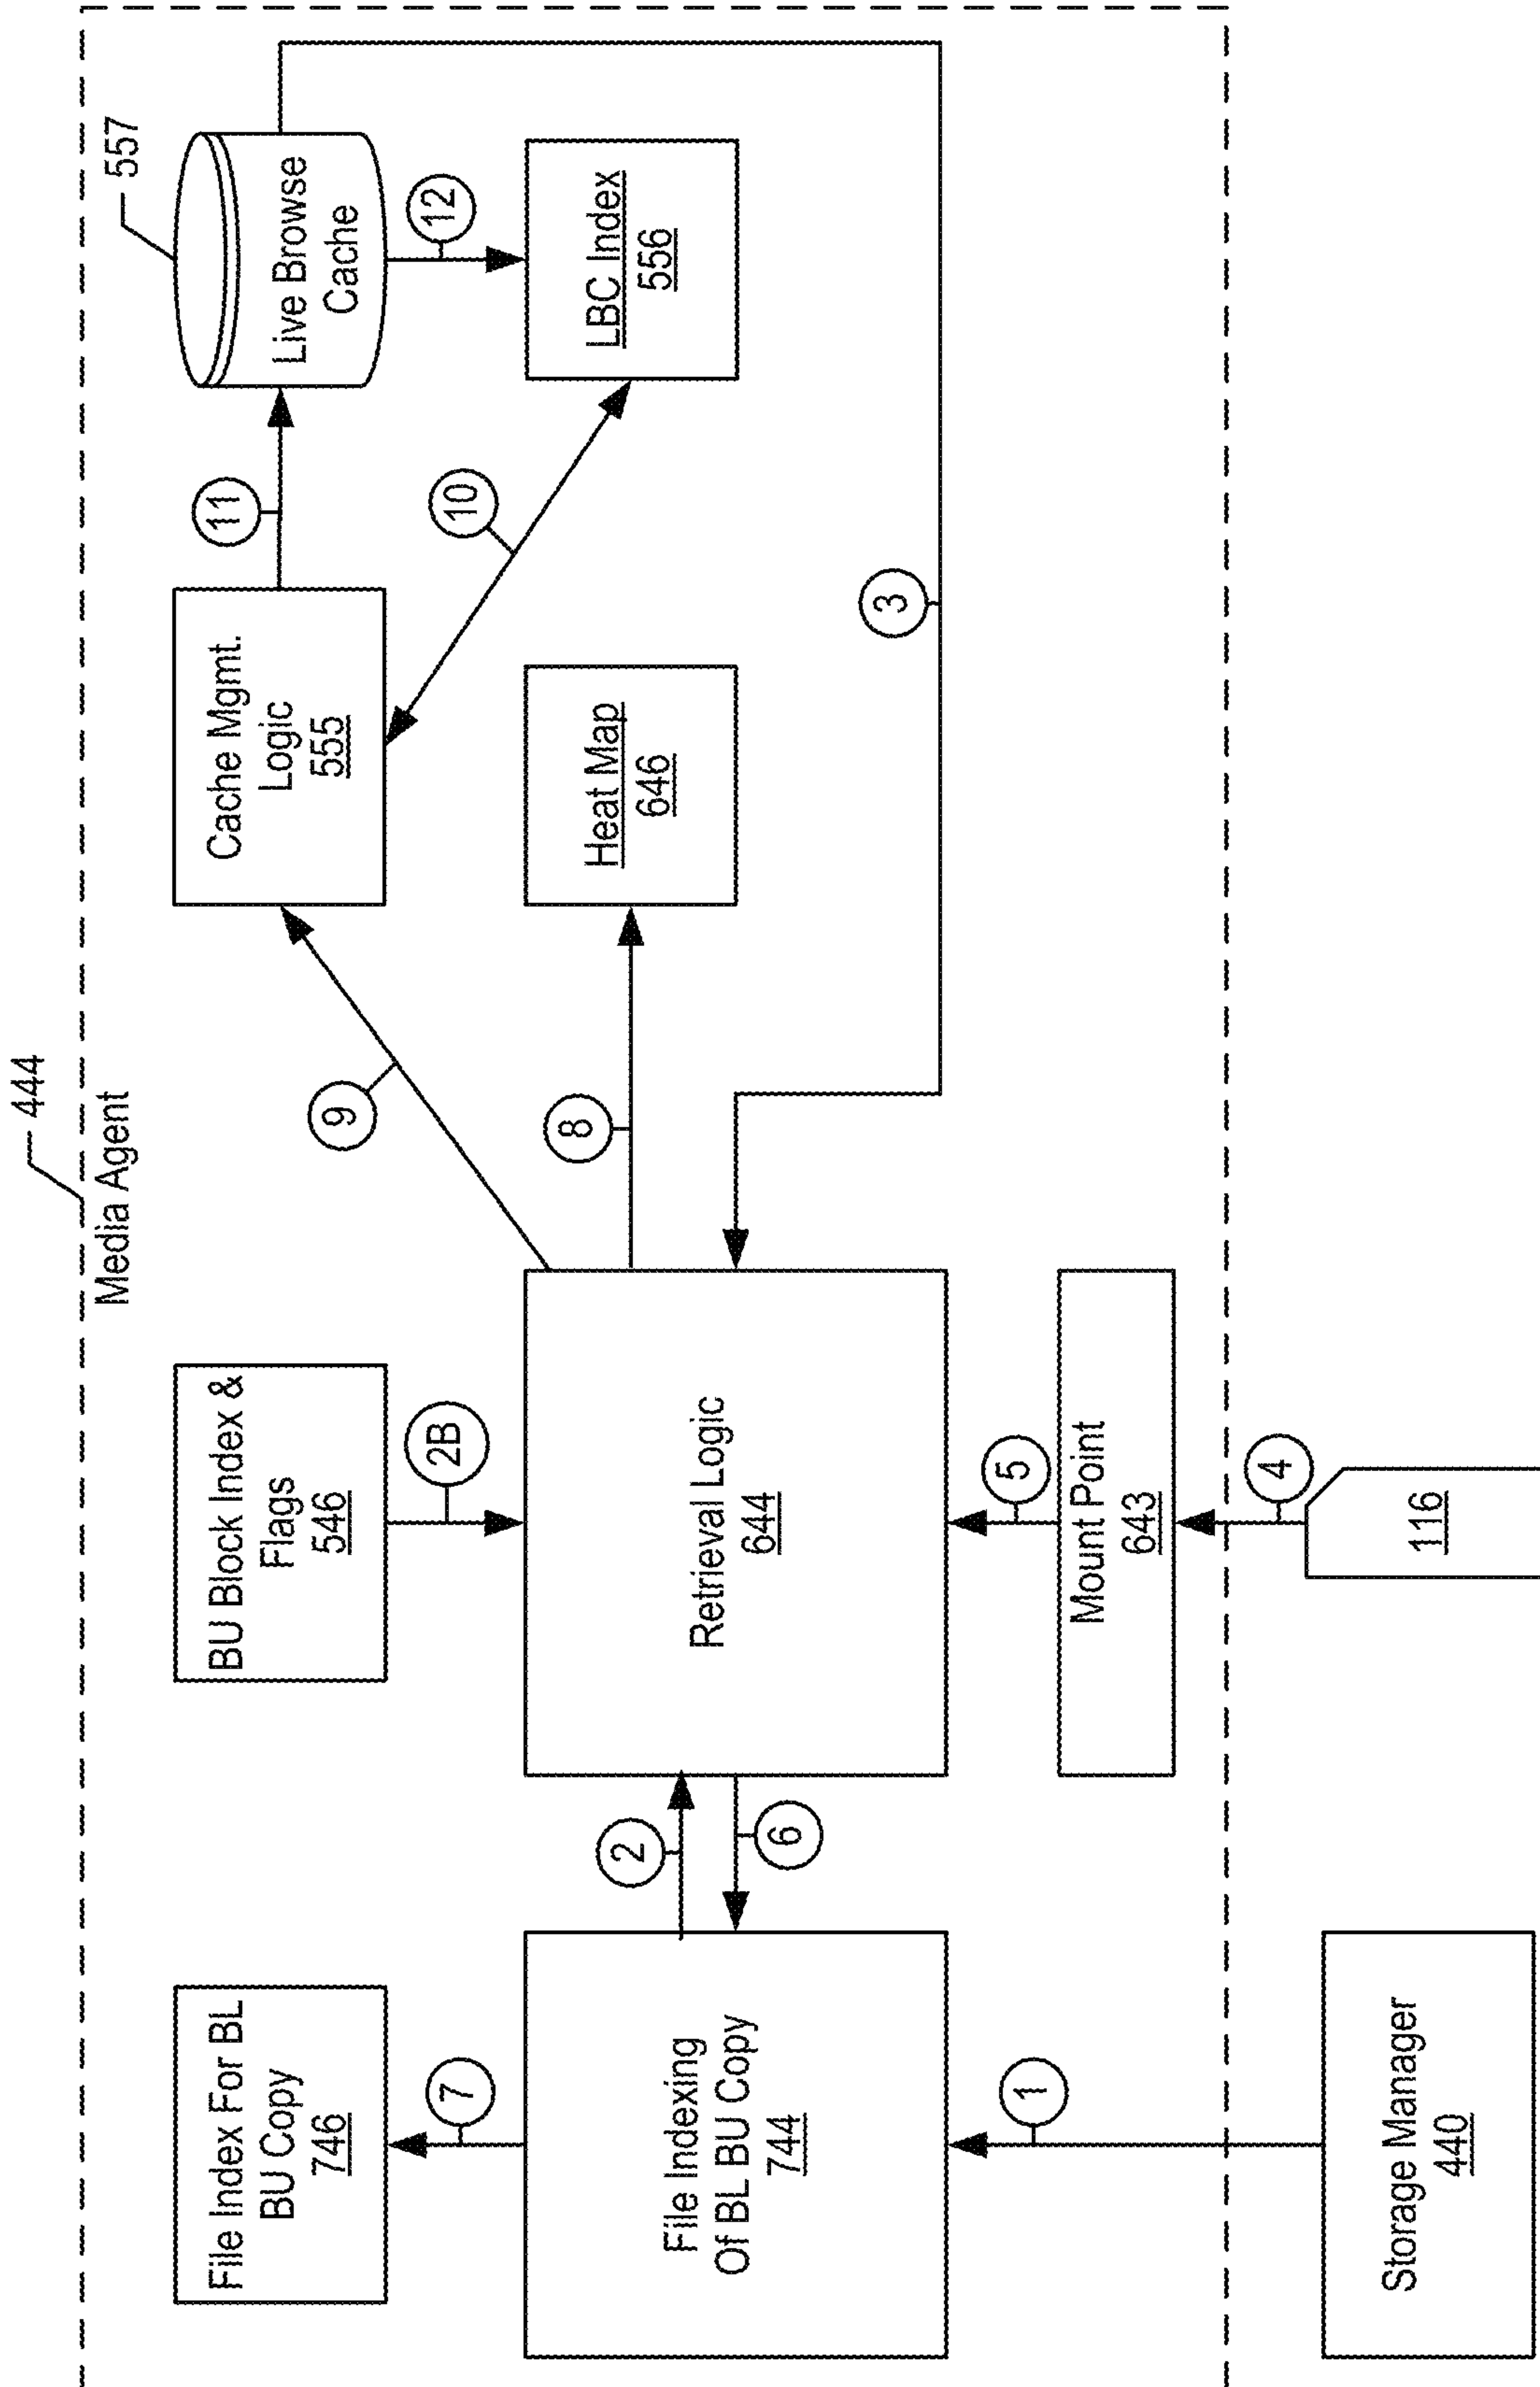 444
Media Agent
File Index For BL
BU Copy
746
7
File Indexing
Of BL BU Copy
744
1
Storage Manager
440
2
6
BU Block Index &
Flags
546
2B
Retrieval Logic
644
5
Mount Point
643
4
116
9
8
Cache Mgmt.
Logic
555
Heat Map
646
11
10
3
557
Live Browse
Cache
12
LBC Index
556